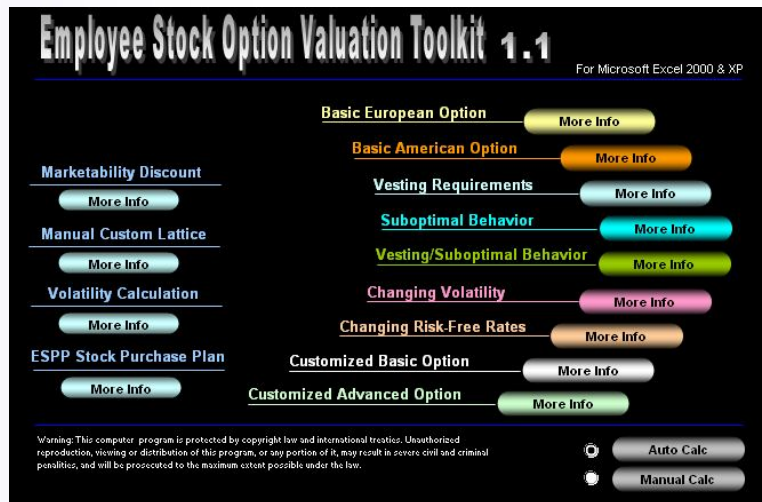 Employee Stock Option Valuation Toolkit 1.1
For Microsoft Excel 2000 & XP
Basic European Option
More Info
Basic American Option
More Info
Marketability Discount
More Info
Vesting Requirements
More Info
Suboptimal Behavior
More Info
Manual Custom Lattice
More Info
Vesting/Suboptimal Behavior
More Info
Volatility Calculation
More Info
Changing Volatility
More Info
Changing Risk-Free Rates
More Info
ESPP Stock Purchase Plan
More Info
Customized Basic Option
More Info
Customized Advanced Option
More Info
Warning: This computer program is protected by copyright law and international treaties. Unauthorized
reproduction, viewing or distribution of this program, or any portion of it, may result in severe civil and criminal
penalities, and will be prosecuted to the maximum extent possible under the law.
Auto Calc
Manual Calc